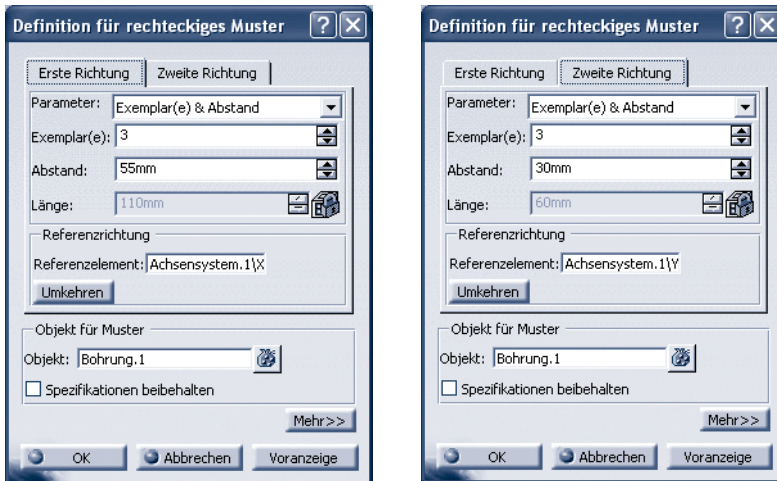 Definition für rechteckiges Muster
Erste Richtung Zweite Richtung
Parameter: Exemplar(e) & Abstand
Exemplar(e): 3
Abstand: 55mm
Länge: 110mm
Referenzrichtung
Referenzelement: Achsensystem.1\X
Umkehren
Objekt für Muster
Objekt: Bohrung.1
Spezifikationen beibehalten
Mehr>>
OK Abbrechen Voranzeige
Definition für rechteckiges Muster
Erste Richtung Zweite Richtung
Parameter: Exemplar(e) & Abstand
Exemplar(e): 3
Abstand: 30mm
Länge: 60mm
Referenzrichtung
Referenzelement: Achsensystem.1\Y
Umkehren
Objekt für Muster
Objekt: Bohrung.1
Spezifikationen beibehalten
Mehr>>
OK Abbrechen Voranzeige